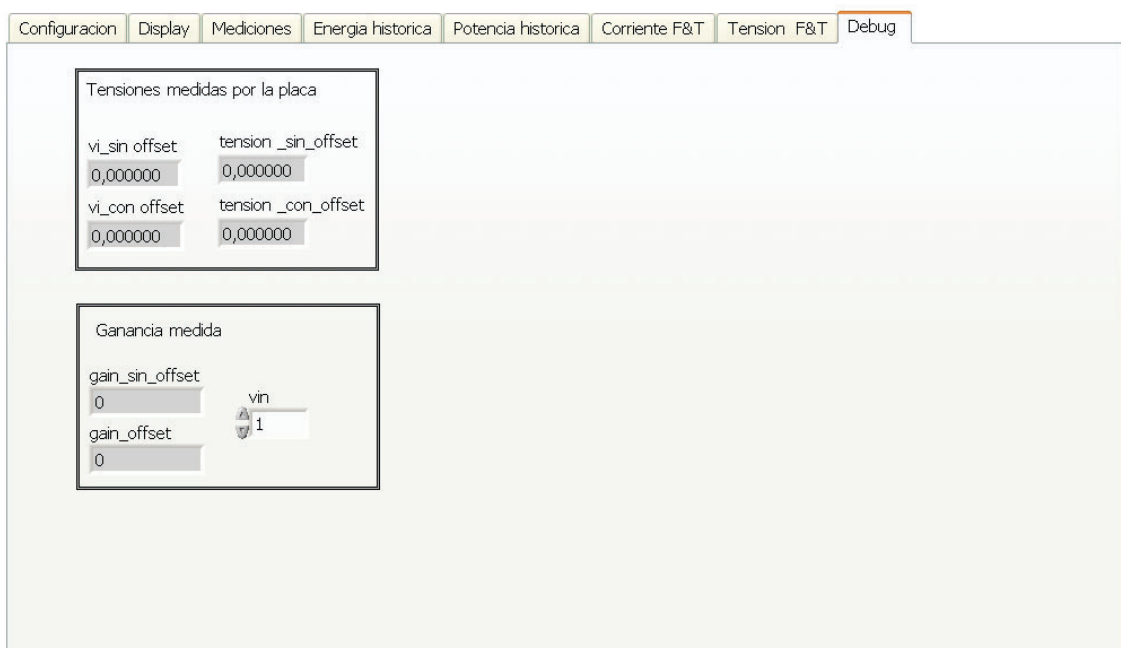 Configuracion Display Mediciones Energia historica Potencia historica Corriente F&T Tension F&T Debug
Tensiones medidas por la placa
vi_sin offset tension _sin_offset
0,000000 0,000000
vi_con offset tension _con_offset
0,000000 0,000000
Ganancia medida
gain_sin_offset
0
vin
1
gain_offset
0